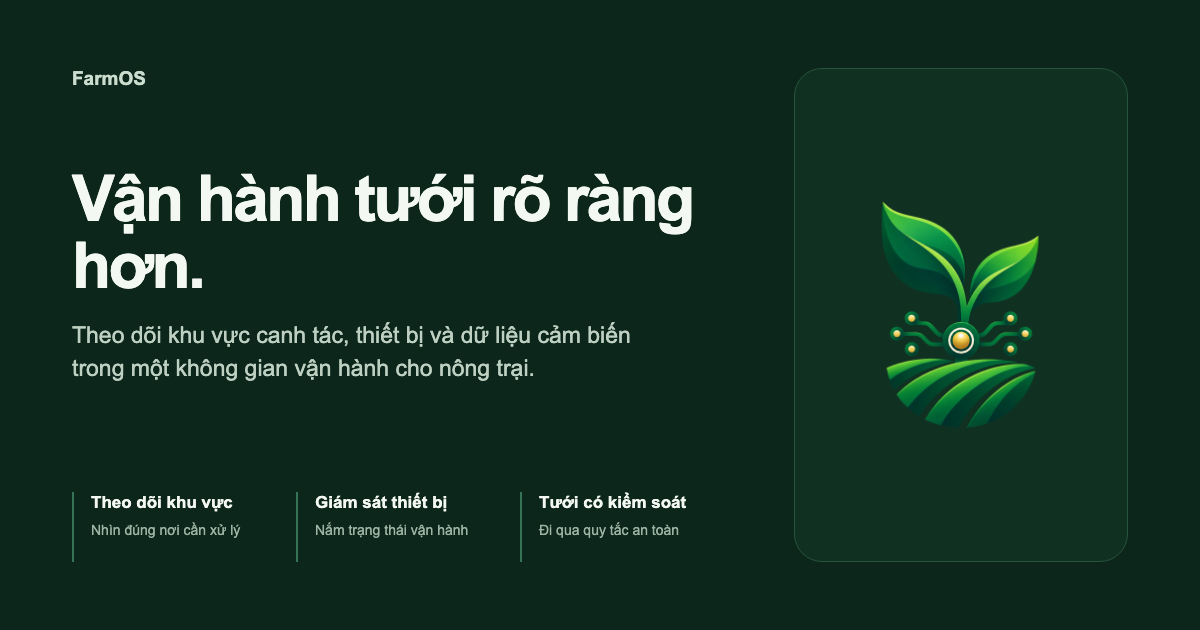 FarmOS
Vận hành tưới rõ ràng
hơn.
Theo dõi khu vực canh tác, thiết bị và dữ liệu cảm biến
trong một không gian vận hành cho nông trại.
Theo dõi khu vực
Nhìn đúng nơi cần xử lý
Giám sát thiết bị
Nắm trạng thái vận hành
Tưới có kiểm soát
Đi qua quy tắc an toàn